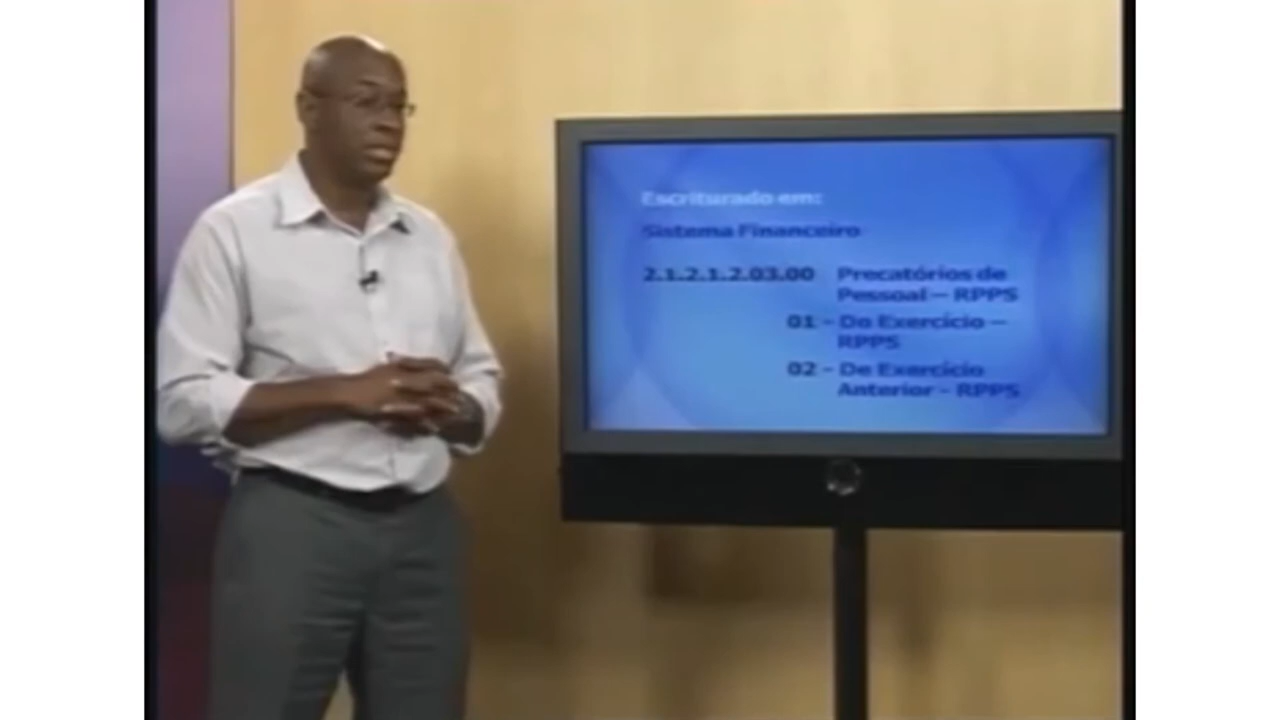 Escriturado em:
Sistema Financeiro
2.1.2.1.2.03.00 Precatórios de
Pessoal – RPPS
01 – Do Exercício –
RPPS
02 – De Exercício
Anterior – RPPS